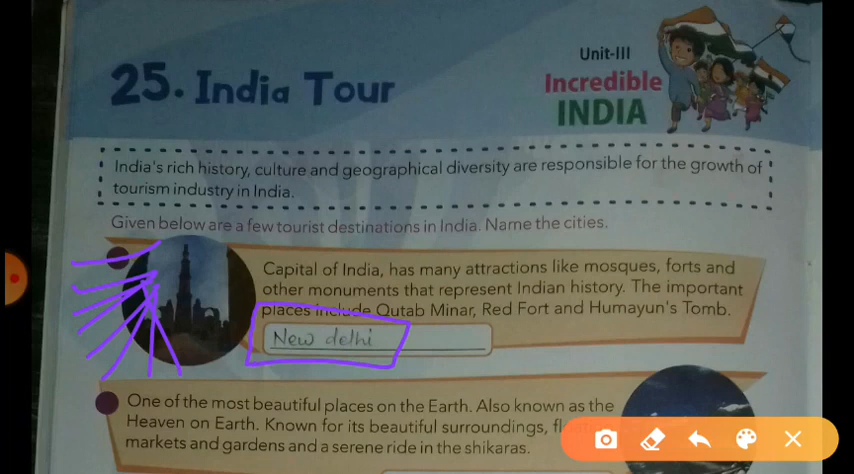 Unit-III
25. India Tour
Incredible
INDIA
India's rich history, culture and geographical diversity are responsible for the growth of
tourism industry in India.
Given below are a few tourist destinations in India. Name the cities.
Capital of India, has many attractions like mosques, forts and
other monuments that represent Indian history. The important
places include Qutab Minar, Red Fort and Humayun's Tomb.
New delhi
One of the most beautiful places on the Earth. Also known as the
Heaven on Earth. Known for its beautiful surroundings,
markets and gardens and a serene ride in the shikaras.